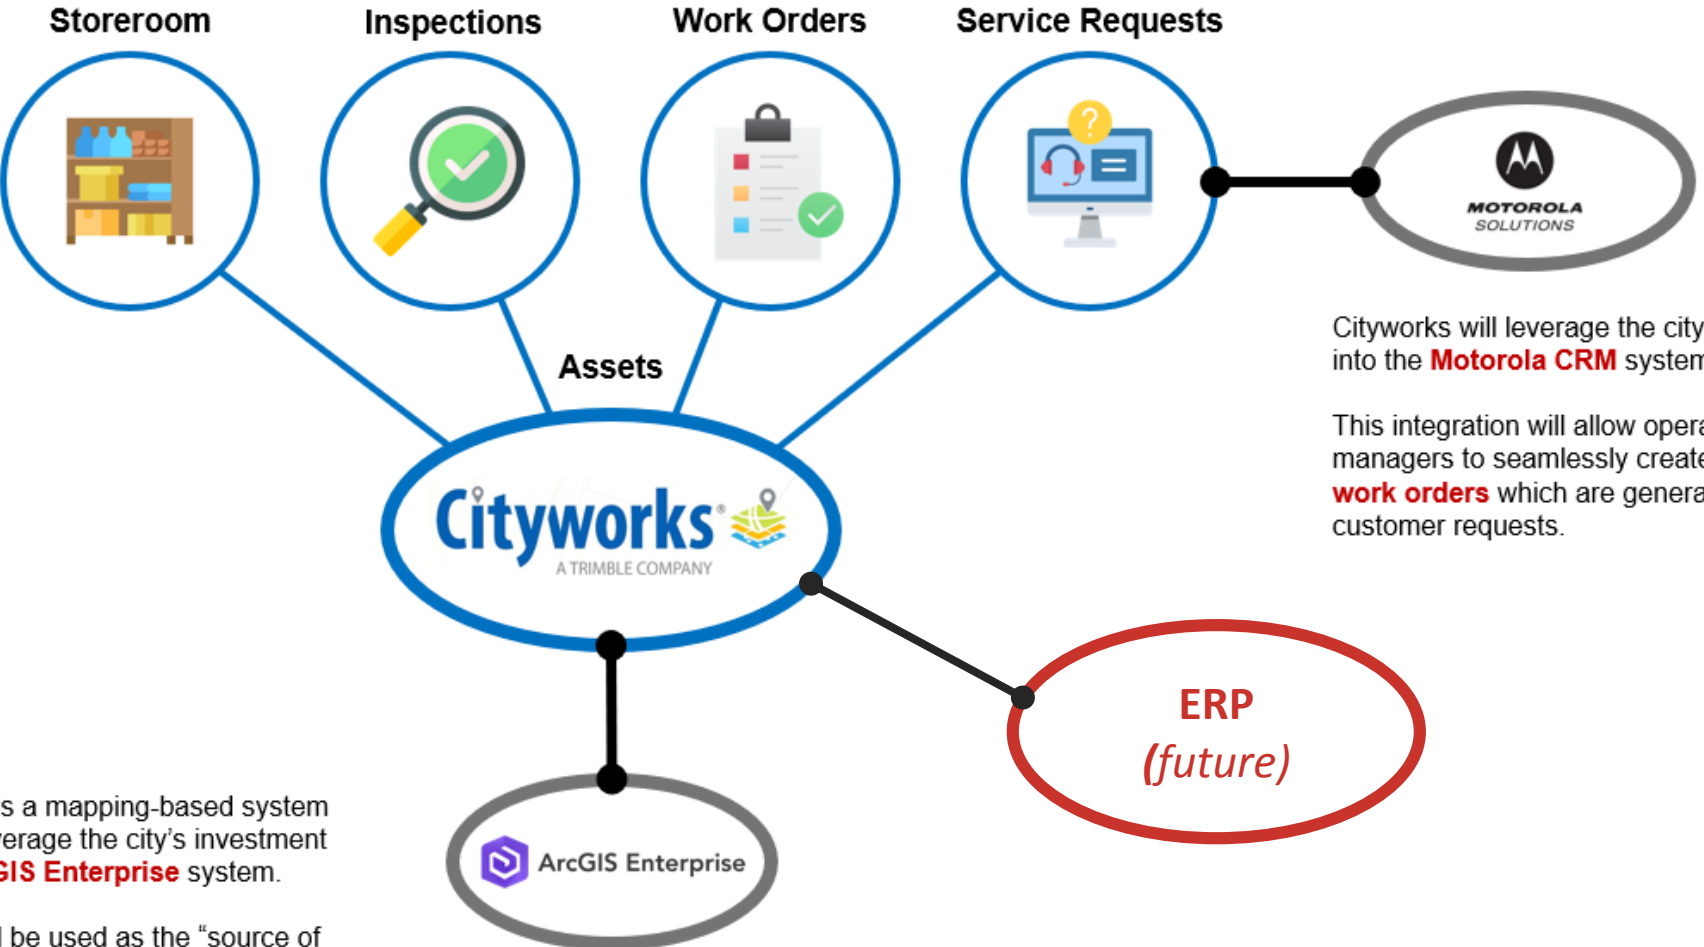 Storeroom
Inspections
Work Orders
Service Requests
?
MOTOROLA
SOLUTIONS
Cityworks will leverage the city
into the Motorola CRM system
This integration will allow opera
managers to seamlessly create
work orders which are genera
customer requests.
Assets
Cityworks®
A TRIMBLE COMPANY
ERP
(future)
s a mapping-based system
verage the city's investment
GIS Enterprise system.
l be used as the “source of
ArcGIS Enterprise